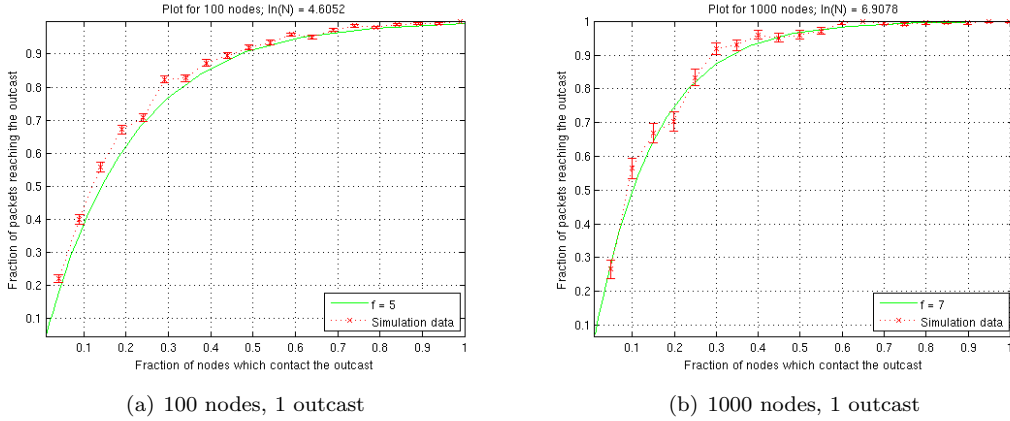 Plot for 100 nodes; ln(N) = 4.6052
Fraction of packets reaching the outcast
0.9
0.8
0.7
0.6
0.5
0.4
0.3
0.2
0.1
f = 5
Simulation data
0.1 0.2 0.3 0.4 0.5 0.6 0.7 0.8 0.9 1
Fraction of nodes which contact the outcast
(a) 100 nodes, 1 outcast
Plot for 1000 nodes; ln(N) = 6.9078
Fraction of packets reaching the outcast
1
0.9
0.8
0.7
0.6
0.5
0.4
0.3
0.2
0.1
f = 7
Simulation data
0.1 0.2 0.3 0.4 0.5 0.6 0.7 0.8 0.9 1
Fraction of nodes which contact the outcast
(b) 1000 nodes, 1 outcast